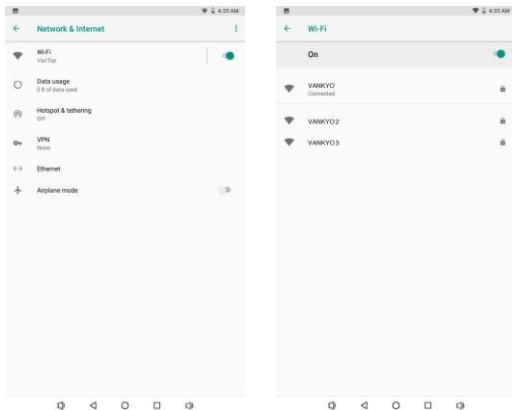 4:35 AM
Network & Internet
Wi-Fi
VanTop
Data usage
0 B of data used
Hotspot & tethering
Off
VPN
None
Ethernet
Airplane mode
4:35 AM
Wi-Fi
On
VANKYO
Connected
VANKYO2
VANKYO3